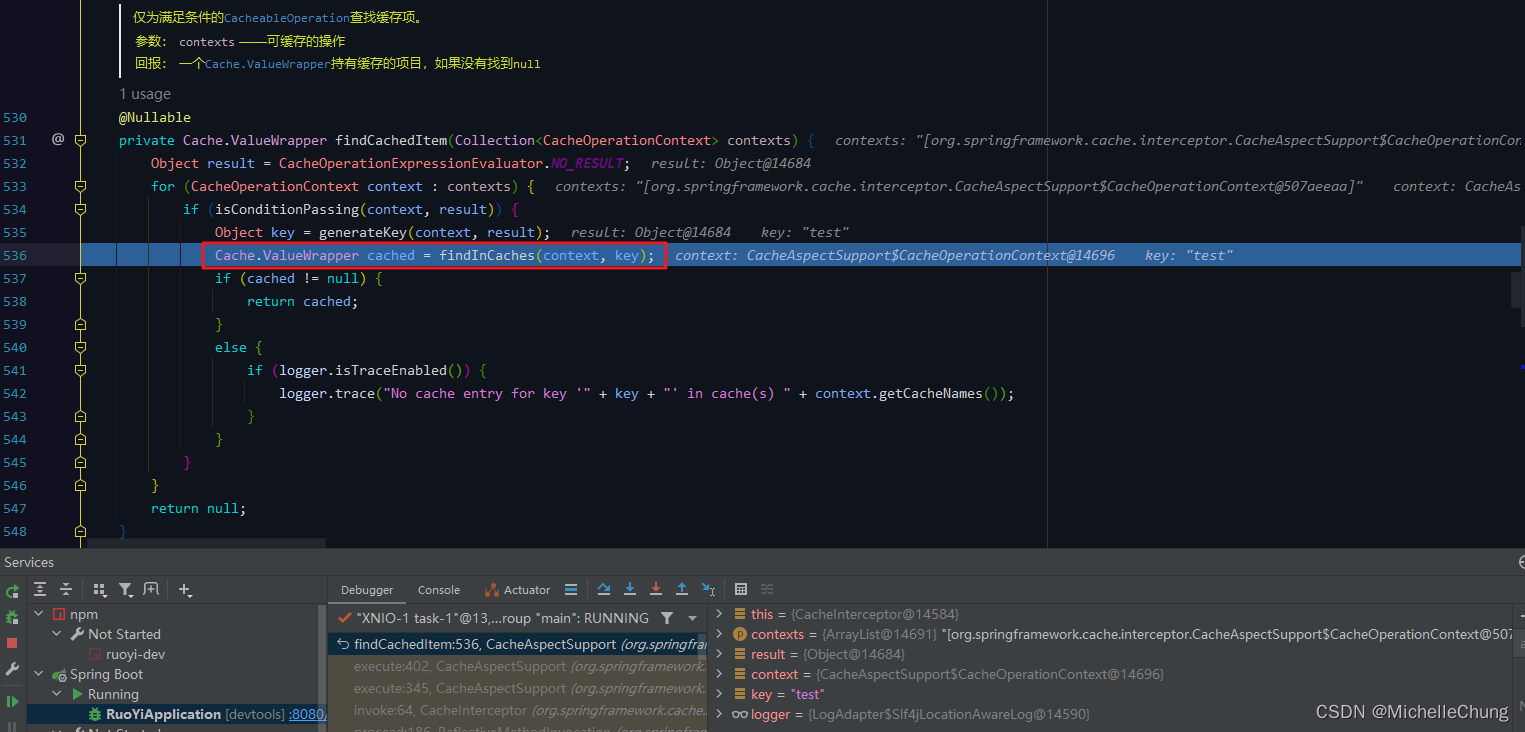 仅为满足条件的CacheableOperation查找缓存项。
参数： contexts ——可缓存的操作
回报： 一个Cache.ValueWrapper持有缓存的项目，如果没有找到null
1 usage
530 @Nullable
531 @ private Cache.ValueWrapper findCachedItem(Collection<CacheOperationContext> contexts) { contexts: "[org.springframework.cache.interceptor.CacheAspectSupport$CacheOperationCon
532 Object result = CacheOperationExpressionEvaluator.NO_RESULT; result: Object@14684
533 for (CacheOperationContext context : contexts) { contexts: "[org.springframework.cache.interceptor.CacheAspectSupport$CacheOperationContext@507aeeaa]" context: CacheAs
534 if (isConditionPassing(context, result)) {
535 Object key = generateKey(context, result); result: Object@14684 key: "test"
536 Cache.ValueWrapper cached = findInCaches(context, key); context: CacheAspectSupport$CacheOperationContext@14696 key: "test"
537 if (cached != null) {
538 return cached;
539 }
540 else {
541 if (logger.isTraceEnabled()) {
542 logger.trace("No cache entry for key '" + key + "' in cache(s) " + context.getCacheNames());
543 }
544 }
545 }
546 }
547 return null;
548 }
Services
Debugger Console Actuator
npm
Not Started
ruoyi-dev
Spring Boot
Running
RuoYiApplication [devtools] :8080/
Not Started
"XNIO-1 task-1"@13,...roup "main": RUNNING
findCachedItem:536, CacheAspectSupport (org.springfram
execute:402, CacheAspectSupport (org.springframework.
execute:345, CacheAspectSupport (org.springframework.
invoke:64, CacheInterceptor (org.springframework.cache.
proceed:186, ReflectiveMethodInvocation (org.springfram
this = {CacheInterceptor@14584}
contexts = {ArrayList@14691} "[org.springframework.cache.interceptor.CacheAspectSupport$CacheOperationContext@507
result = {Object@14684}
context = {CacheAspectSupport$CacheOperationContext@14696}
key = "test"
logger = {LogAdapter$Slf4jLocationAwareLog@14590}
CSDN @MichelleChung